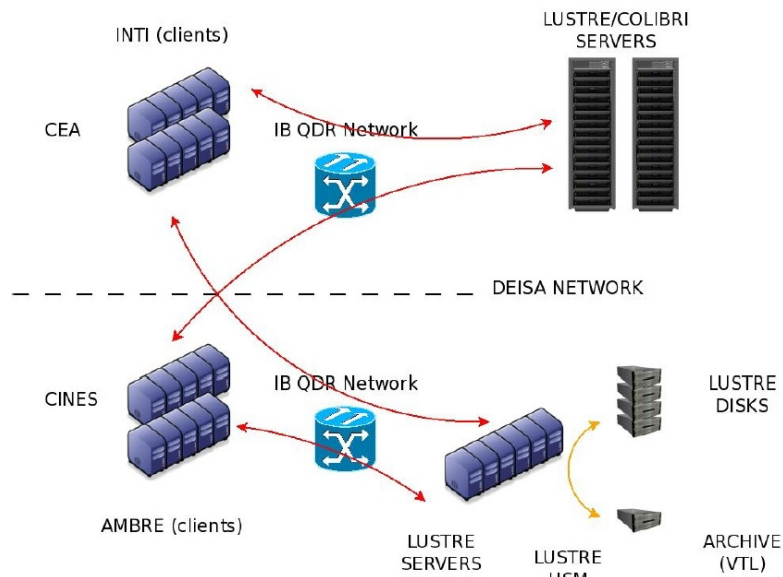 INTI (clients)
LUSTRE/COLIBRI
SERVERS
CEA
IB QDR Network
DEISA NETWORK
CINES
IB QDR Network
LUSTRE
DISKS
AMBRE (clients)
LUSTRE
SERVERS
LUSTRE
HSM
ARCHIVE
(VTL)